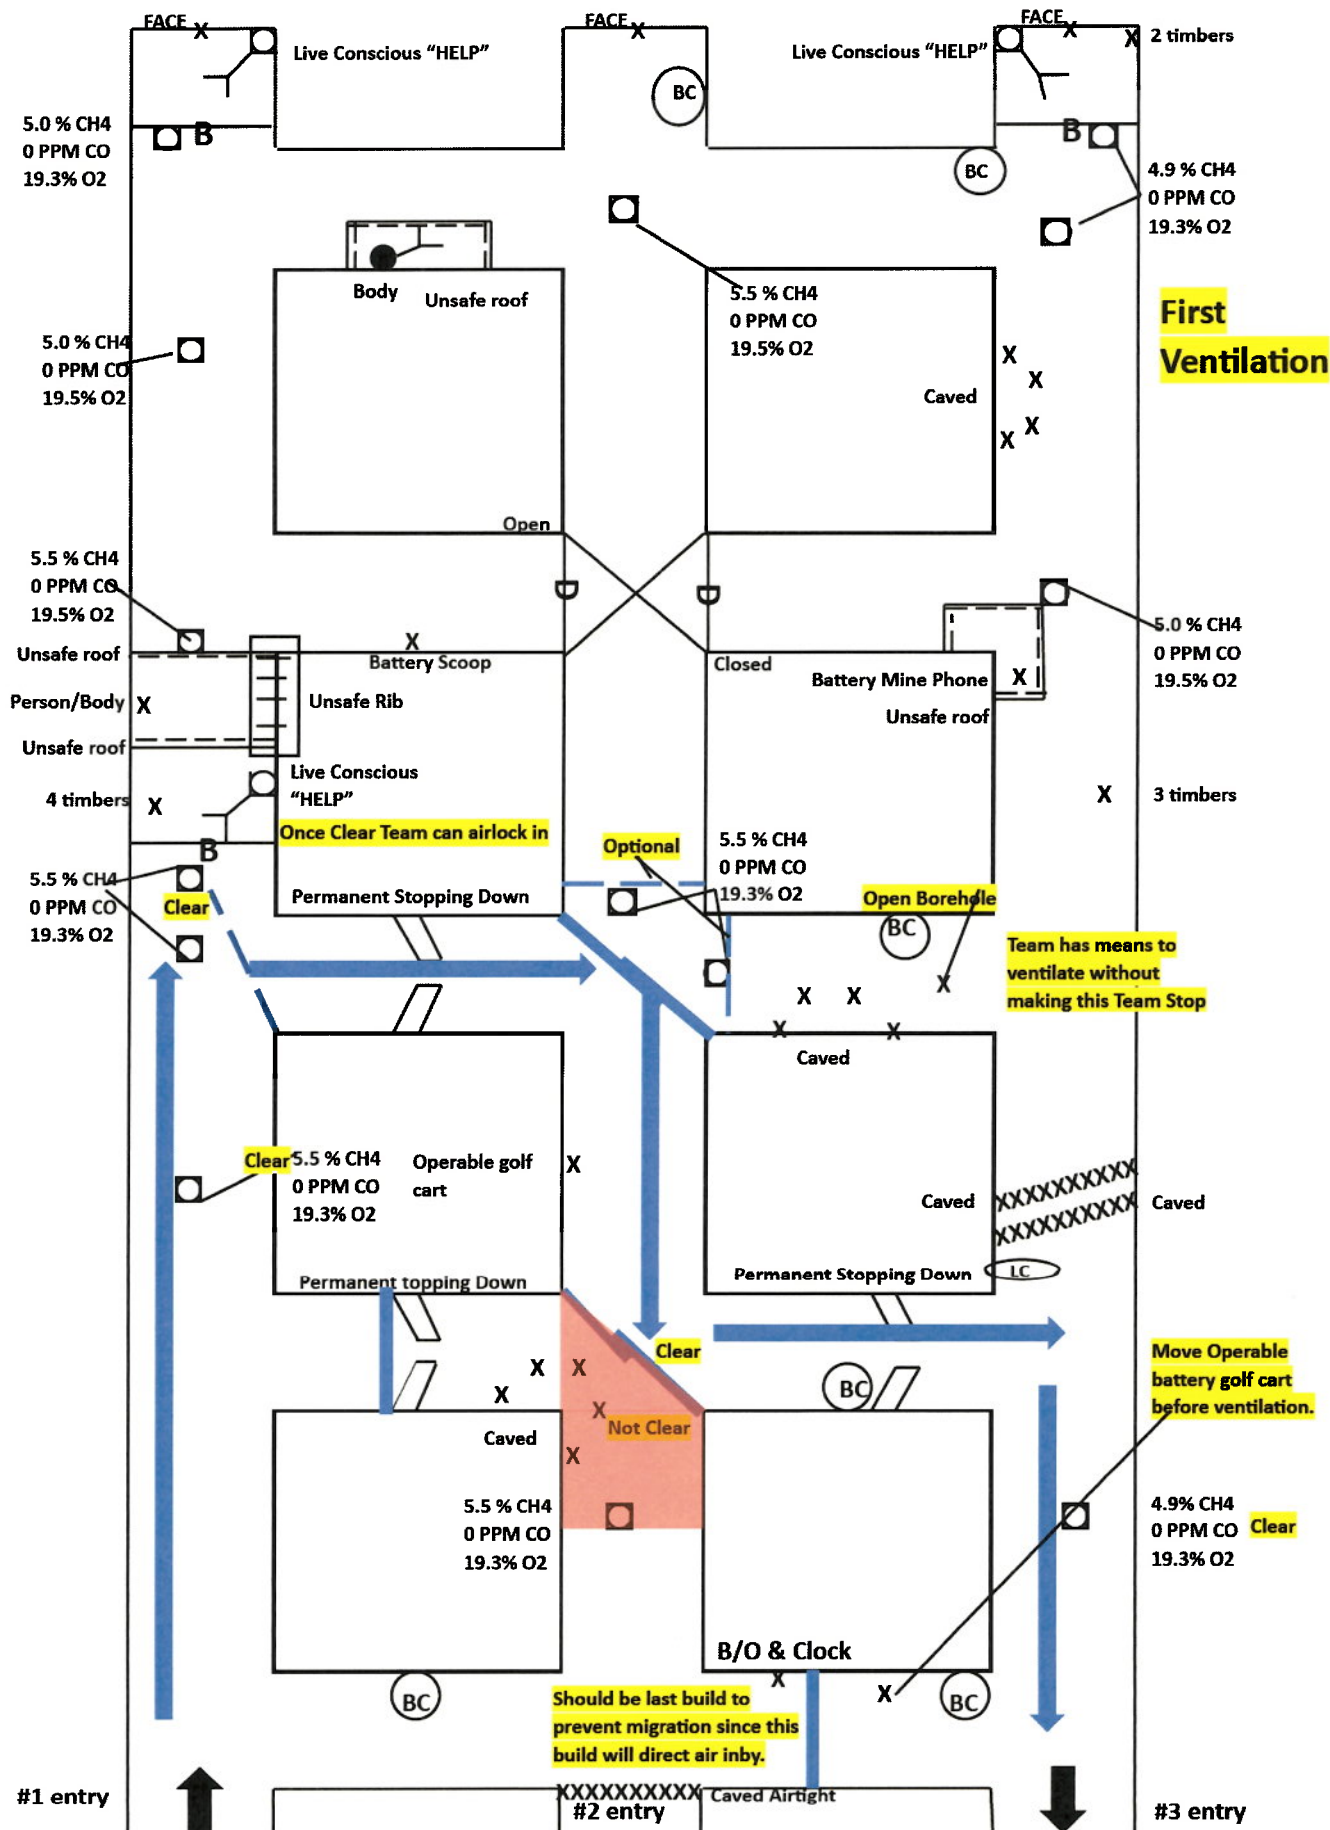 FACE X
FACE X
FACE X
X 2 timbers
Live Conscious "HELP"
Live Conscious "HELP"
BC
5.0 % CH4
0 PPM CO
19.3% O2
B
B
BC
4.9 % CH4
0 PPM CO
19.3% O2
Body
Unsafe roof
5.5 % CH4
0 PPM CO
19.5% O2
First
Ventilation
5.0 % CH4
0 PPM CO
19.5% O2
X
X
Caved
X
X
Open
5.5 % CH4
0 PPM CO
19.5% O2
D
D
5.0 % CH4
0 PPM CO
19.5% O2
Unsafe roof
X
Battery Scoop
Closed
Person/Body X
Unsafe Rib
Battery Mine Phone X
Unsafe roof
Unsafe roof
Live Conscious
"HELP"
4 timbers X
X 3 timbers
B
Once Clear Team can airlock in
Optional
5.5 % CH4
0 PPM CO
19.3% O2
5.5 % CH4
0 PPM CO
19.3% O2
Clear
Permanent Stopping Down
Open Borehole
BC
Team has means to
ventilate without
making this Team Stop
X X X
X X
Caved
Clear 5.5 % CH4
0 PPM CO
19.3% O2
Operable golf
cart
X
Caved
XXXXXXXXXX
XXXXXXXXXX
Caved
Permanent topping Down
Permanent Stopping Down
LC
Clear
X X
X
X
Not Clear
Caved
X
BC
Move Operable
battery golf cart
before ventilation.
5.5 % CH4
0 PPM CO
19.3% O2
4.9% CH4
0 PPM CO
19.3% O2
Clear
B/O & Clock
X
X
BC
BC
Should be last build to
prevent migration since this
build will direct air inby.
XXXXXXXXXX
Caved Airtight
#1 entry
#2 entry
#3 entry